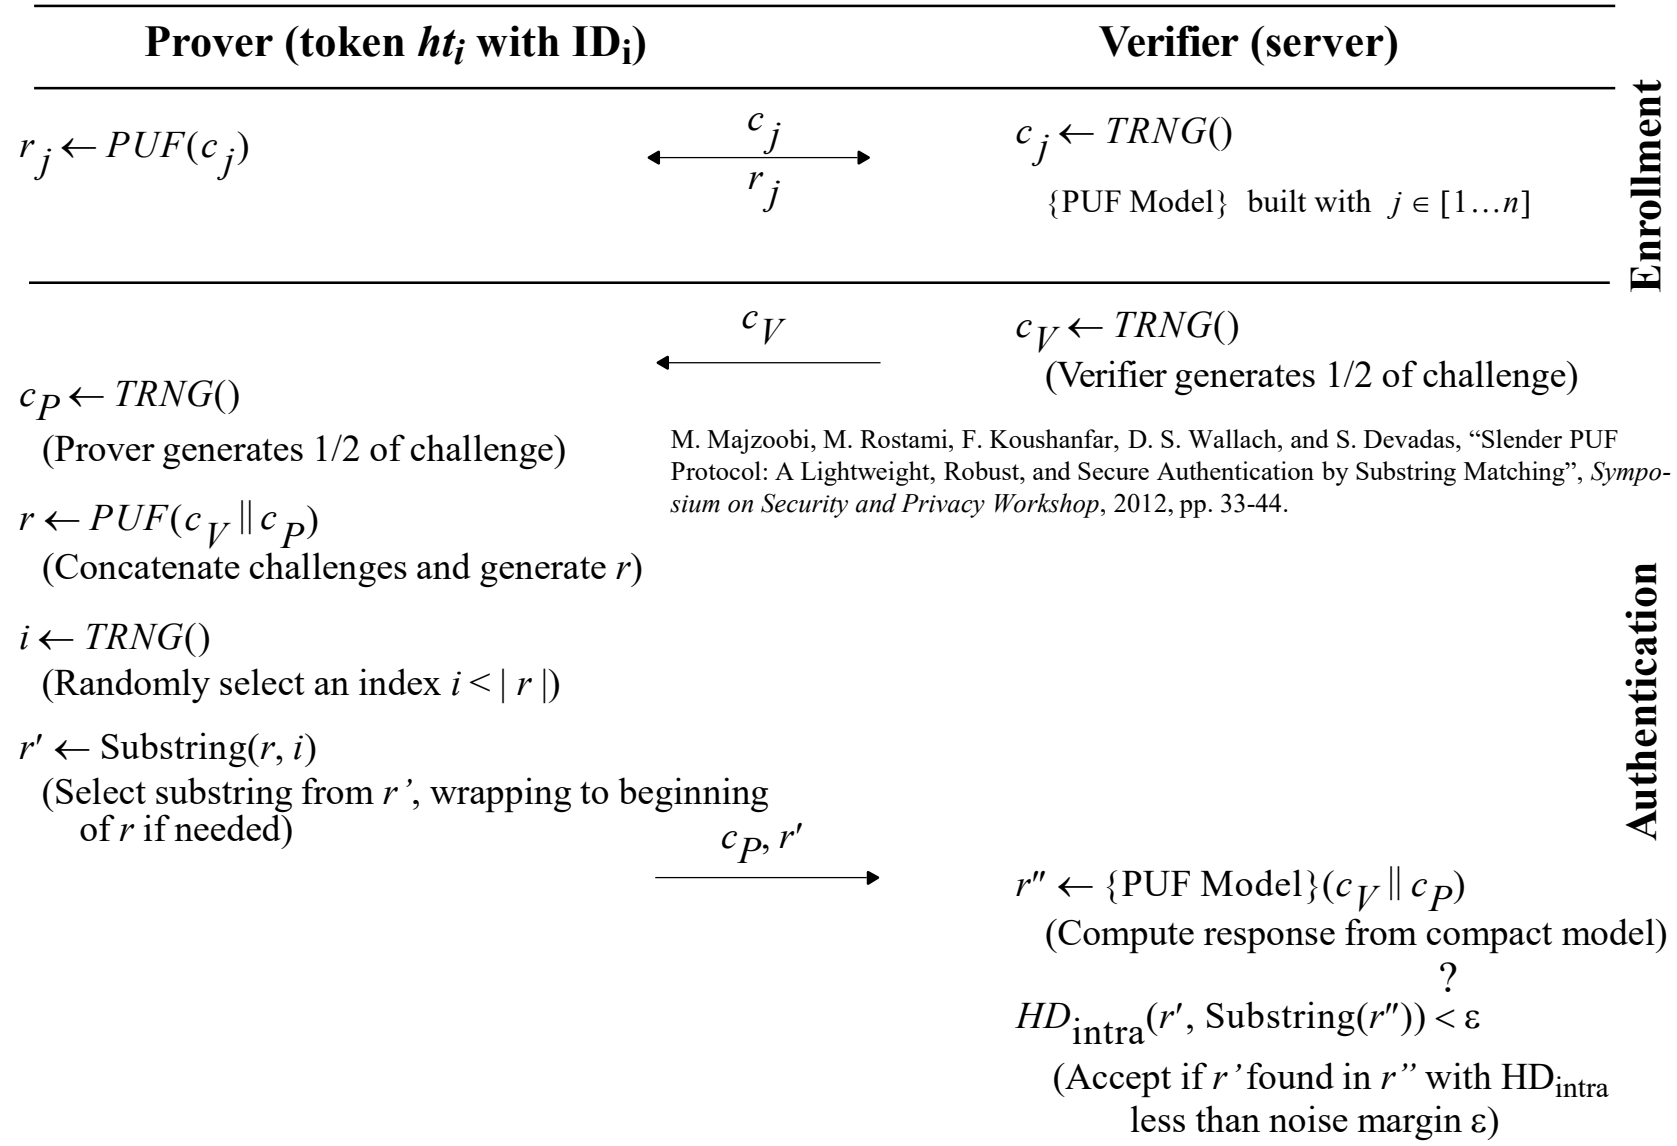 Prover (token htᵢ with IDᵢ) Verifier (server)
r_j ← PUF(c_j)
c_j
r_j
c_j ← TRNG()
{PUF Model} built with j ∈ [1…n]
Enrollment
c_V
c_V ← TRNG()
(Verifier generates 1/2 of challenge)
c_P ← TRNG()
(Prover generates 1/2 of challenge)
M. Majzoobi, M. Rostami, F. Koushanfar, D. S. Wallach, and S. Devadas, “Slender PUF
Protocol: A Lightweight, Robust, and Secure Authentication by Substring Matching”, Sympo-
sium on Security and Privacy Workshop, 2012, pp. 33-44.
r ← PUF(c_V || c_P)
(Concatenate challenges and generate r)
i ← TRNG()
(Randomly select an index i < | r |)
r′ ← Substring(r, i)
(Select substring from r’, wrapping to beginning
of r if needed)
Authentication
c_P, r′
r″ ← {PUF Model}(c_V || c_P)
(Compute response from compact model)
?
HD_intra(r′, Substring(r″)) < ε
(Accept if r’ found in r’’ with HD_intra
less than noise margin ε)